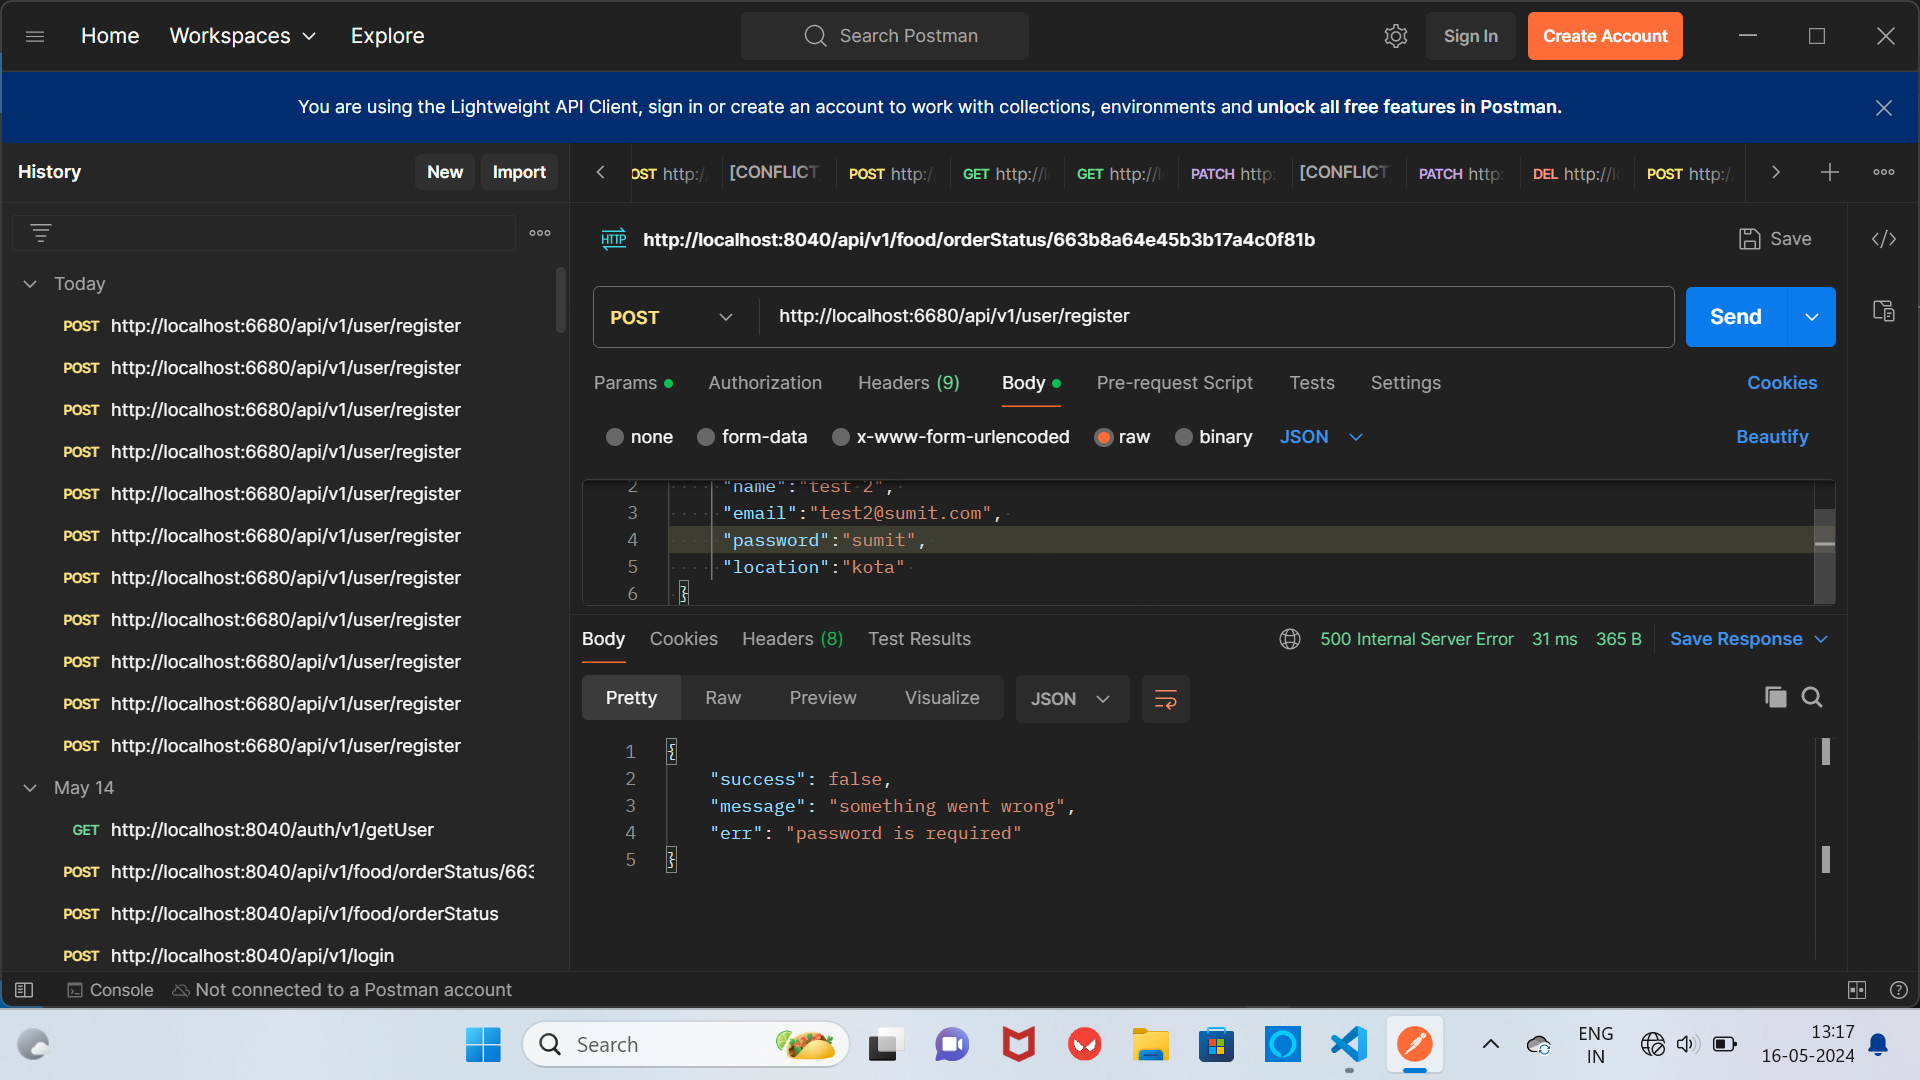 Home
Workspaces
Explore
Search Postman
Sign In
Create Account
You are using the Lightweight API Client, sign in or create an account to work with collections, environments and unlock all free features in Postman.
History
New
Import
OST http:/
[CONFLICT
POST http:/
GET http://l
GET http://l
PATCH http:
[CONFLICT
PATCH http:
DEL http://l
POST http:/
HTTP
http://localhost:8040/api/v1/food/orderStatus/663b8a64e45b3b17a4c0f81b
Save
Today
POST http://localhost:6680/api/v1/user/register
POST http://localhost:6680/api/v1/user/register
POST http://localhost:6680/api/v1/user/register
POST http://localhost:6680/api/v1/user/register
POST http://localhost:6680/api/v1/user/register
POST http://localhost:6680/api/v1/user/register
POST http://localhost:6680/api/v1/user/register
POST http://localhost:6680/api/v1/user/register
POST http://localhost:6680/api/v1/user/register
POST http://localhost:6680/api/v1/user/register
POST http://localhost:6680/api/v1/user/register
May 14
GET http://localhost:8040/auth/v1/getUser
POST http://localhost:8040/api/v1/food/orderStatus/663
POST http://localhost:8040/api/v1/food/orderStatus
POST http://localhost:8040/api/v1/login
POST
http://localhost:6680/api/v1/user/register
Send
Params
Authorization
Headers (9)
Body
Pre-request Script
Tests
Settings
Cookies
none
form-data
x-www-form-urlencoded
raw
binary
JSON
Beautify
2 "name":"test 2",
3 "email":"test2@sumit.com",
4 "password":"sumit",
5 "location":"kota"
6 }
Body
Cookies
Headers (8)
Test Results
500 Internal Server Error
31 ms
365 B
Save Response
Pretty
Raw
Preview
Visualize
JSON
1 {
2 "success": false,
3 "message": "something went wrong",
4 "err": "password is required"
5 }
Console
Not connected to a Postman account
Search
ENG
IN
13:17
16-05-2024